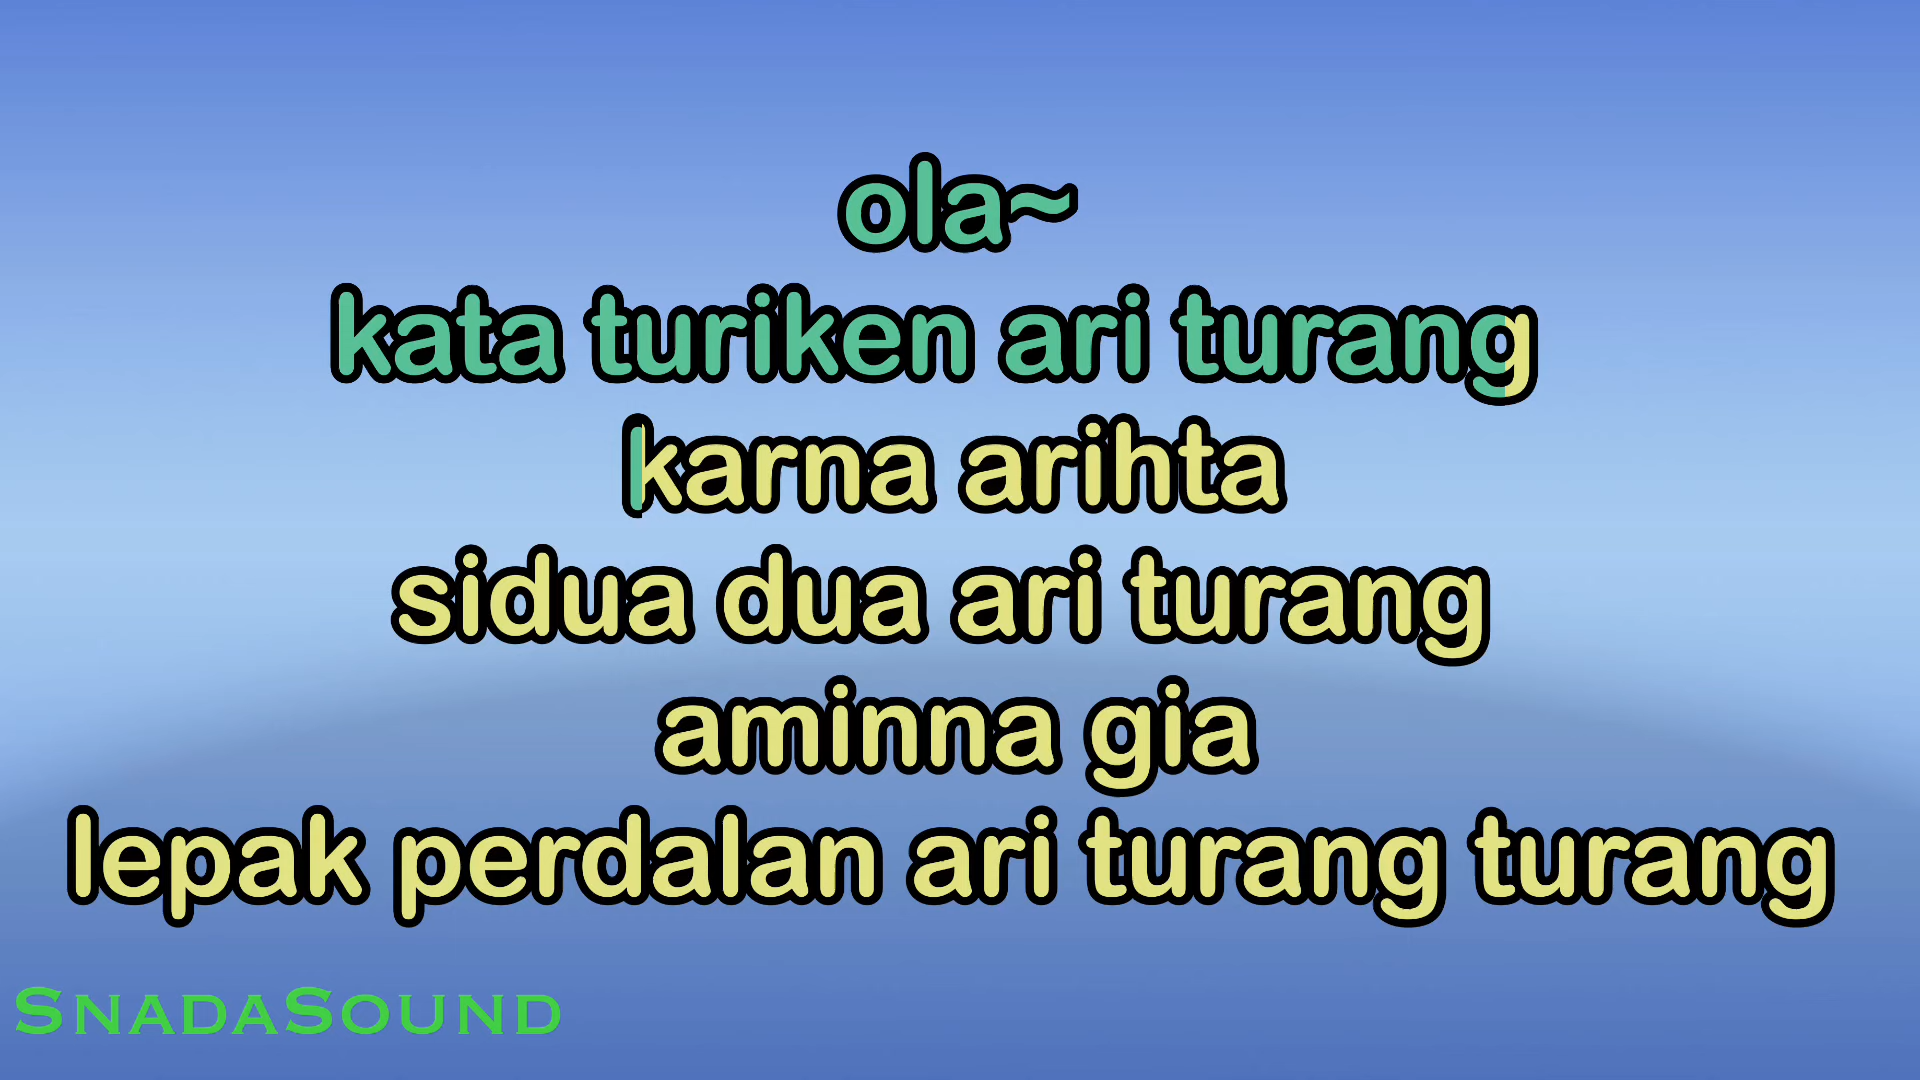 ola~
kata turiken ari turang
karna arihta
sidua dua ari turang
aminna gia
lepak perdalan ari turang turang
SnadaSound